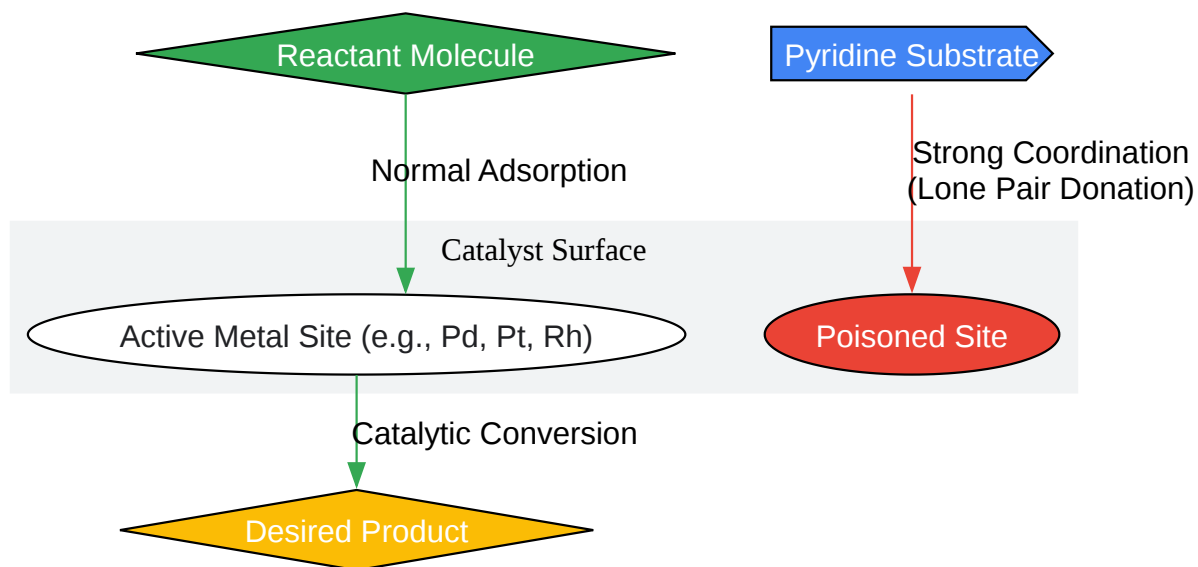 Reactant Molecule
Pyridine Substrate
Normal Adsorption
Strong Coordination
(Lone Pair Donation)
Catalyst Surface
Active Metal Site (e.g., Pd, Pt, Rh)
Poisoned Site
Catalytic Conversion
Desired Product